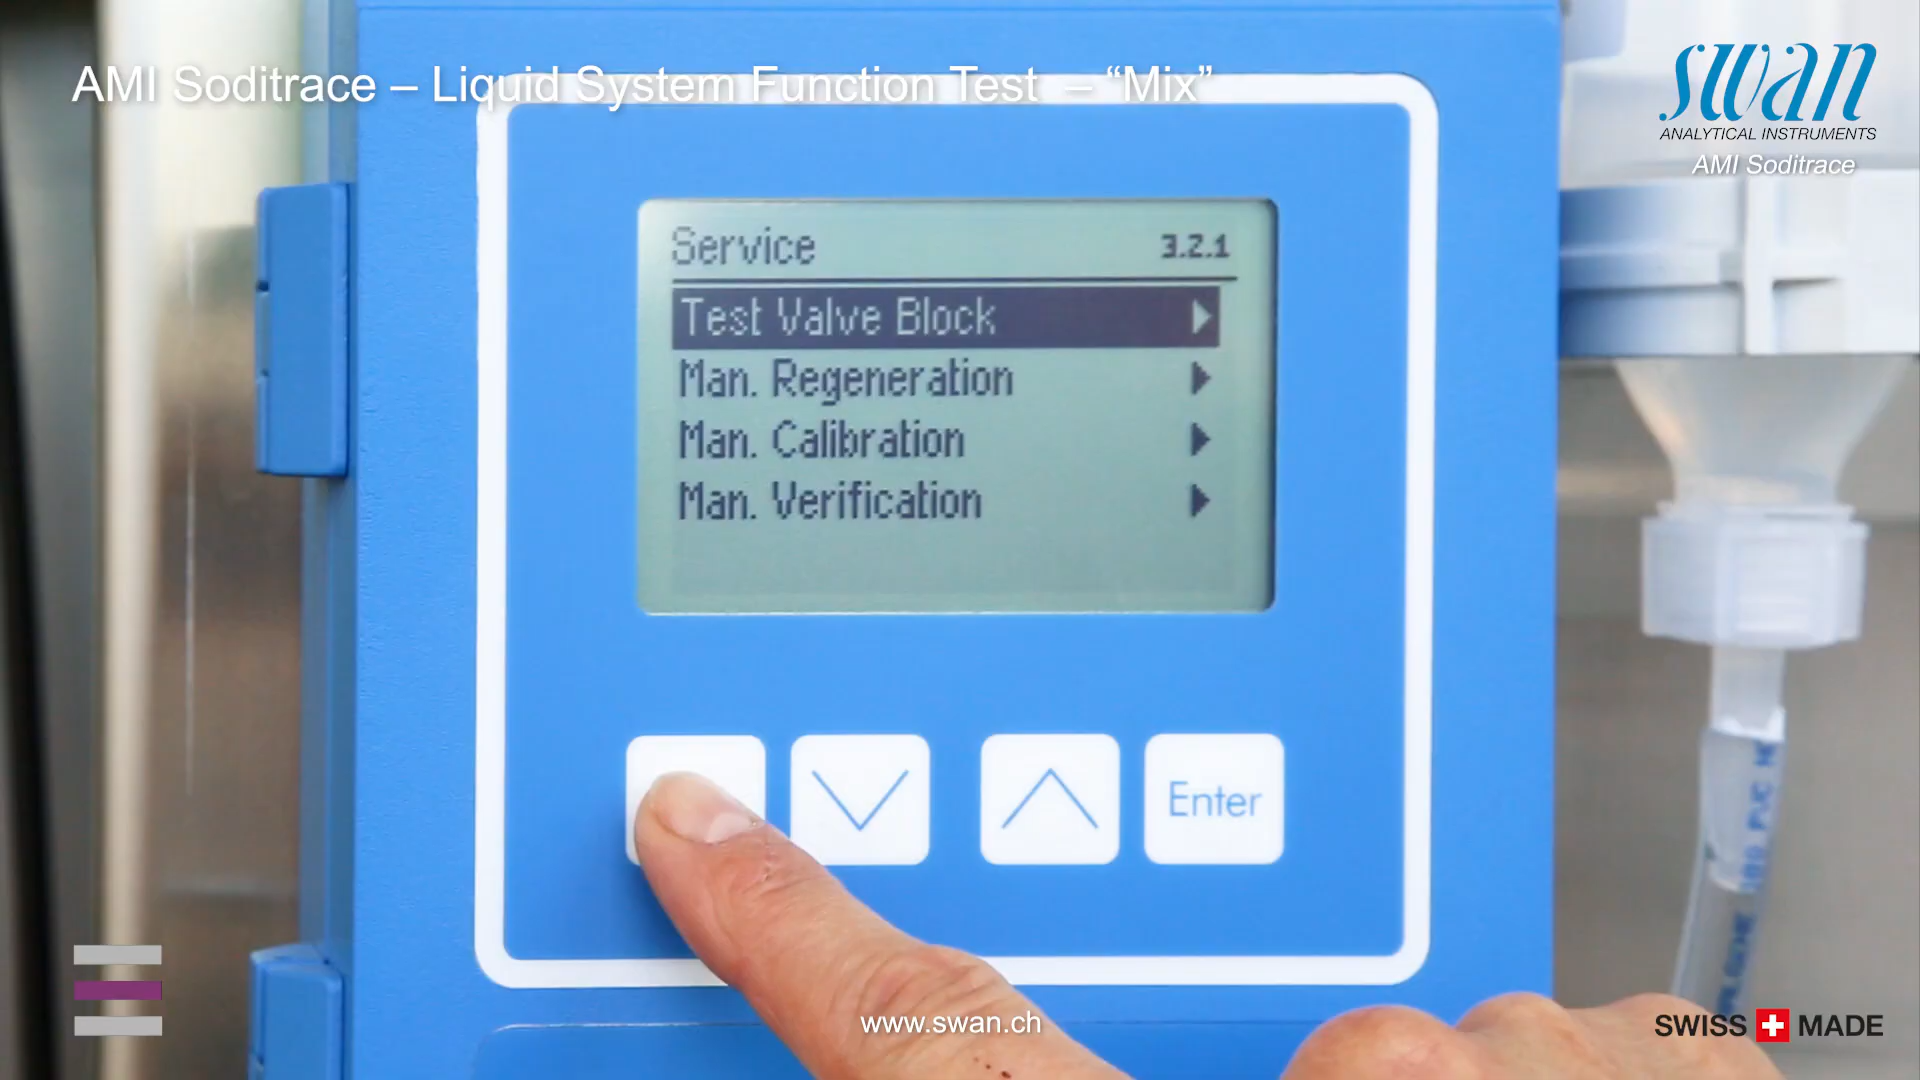 AMI Soditrace – Liquid System Function Test – “Mix”
swan
ANALYTICAL INSTRUMENTS
AMI Soditrace
Service 3.2.1
Test Valve Block
Man. Regeneration
Man. Calibration
Man. Verification
Enter
www.swan.ch
SWISS MADE